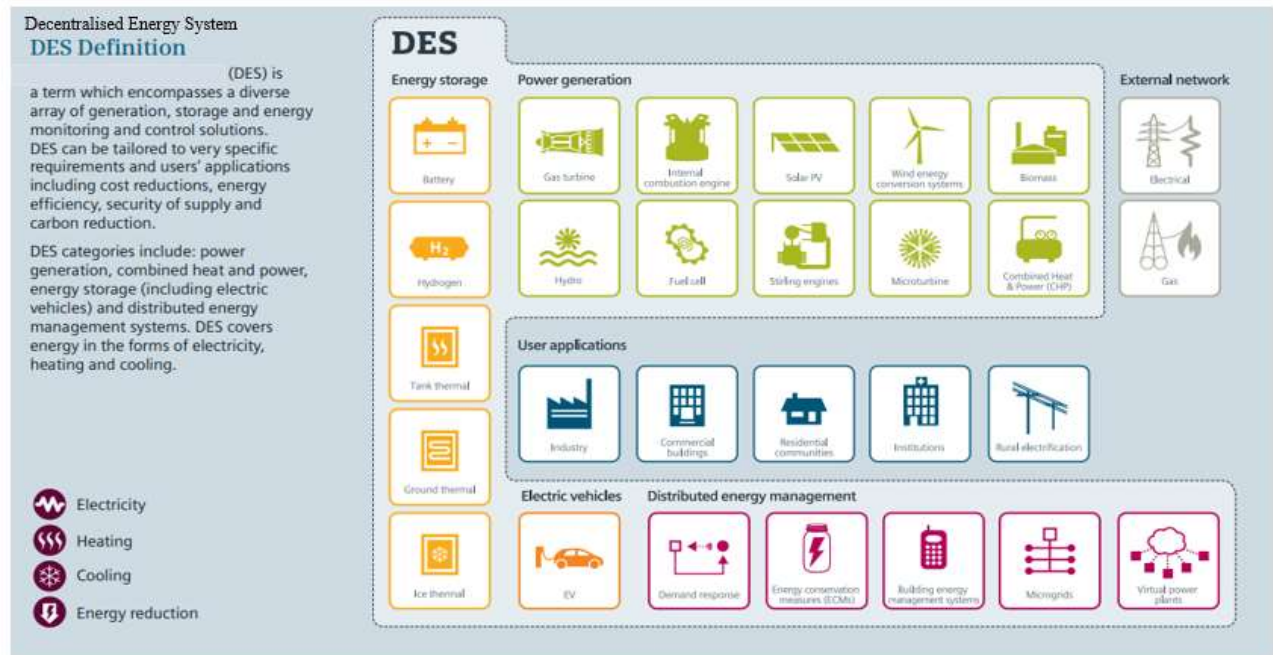 Decentralised Energy System
DES Definition
(DES) is
a term which encompasses a diverse
array of generation, storage and energy
monitoring and control solutions.
DES can be tailored to very specific
requirements and users' applications
including cost reductions, energy
efficiency, security of supply and
carbon reduction.
DES categories include: power
generation, combined heat and power,
energy storage (including electric
vehicles) and distributed energy
management systems. DES covers
energy in the forms of electricity,
heating and cooling.
Electricity
Heating
Cooling
Energy reduction
DES
Energy storage
Battery
H2
Hydrogen
Tank thermal
Ground thermal
Ice thermal
Power generation
Gas turbine
Internal
combustion engine
Solar PV
Wind energy
conversion systems
Biomass
Hydro
Fuel cell
Stirling engines
Microturbine
Combined Heat
& Power (CHP)
External network
Electrical
Gas
User applications
Industry
Commercial
buildings
Residential
communities
Institutions
Rural electrification
Electric vehicles
EV
Distributed energy management
Demand response
Energy conservation
measures (ECMs)
Building energy
management systems
Microgrids
Virtual power
plants